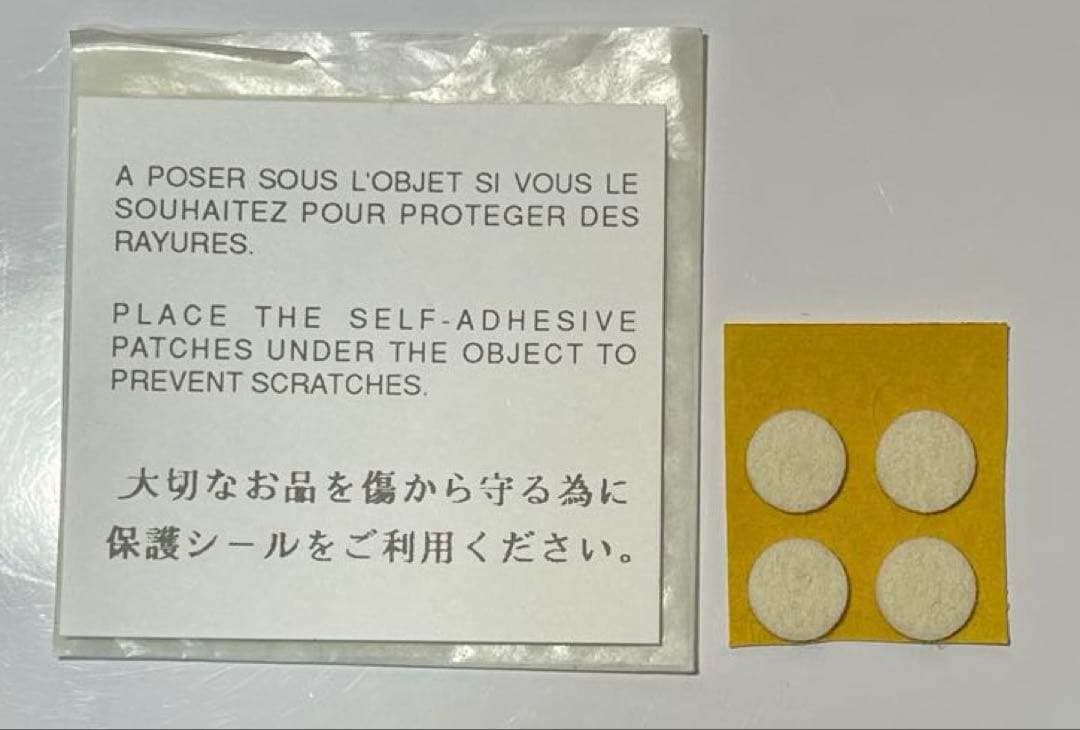 A POSER SOUS L'OBJET SI VOUS LE
SOUHAITEZ POUR PROTEGER DES
RAYURES.
PLACE THE SELF-ADHESIVE
PATCHES UNDER THE OBJECT TO
PREVENT SCRATCHES.
大切なお品を傷から守る為に
保護シールをご利用ください。